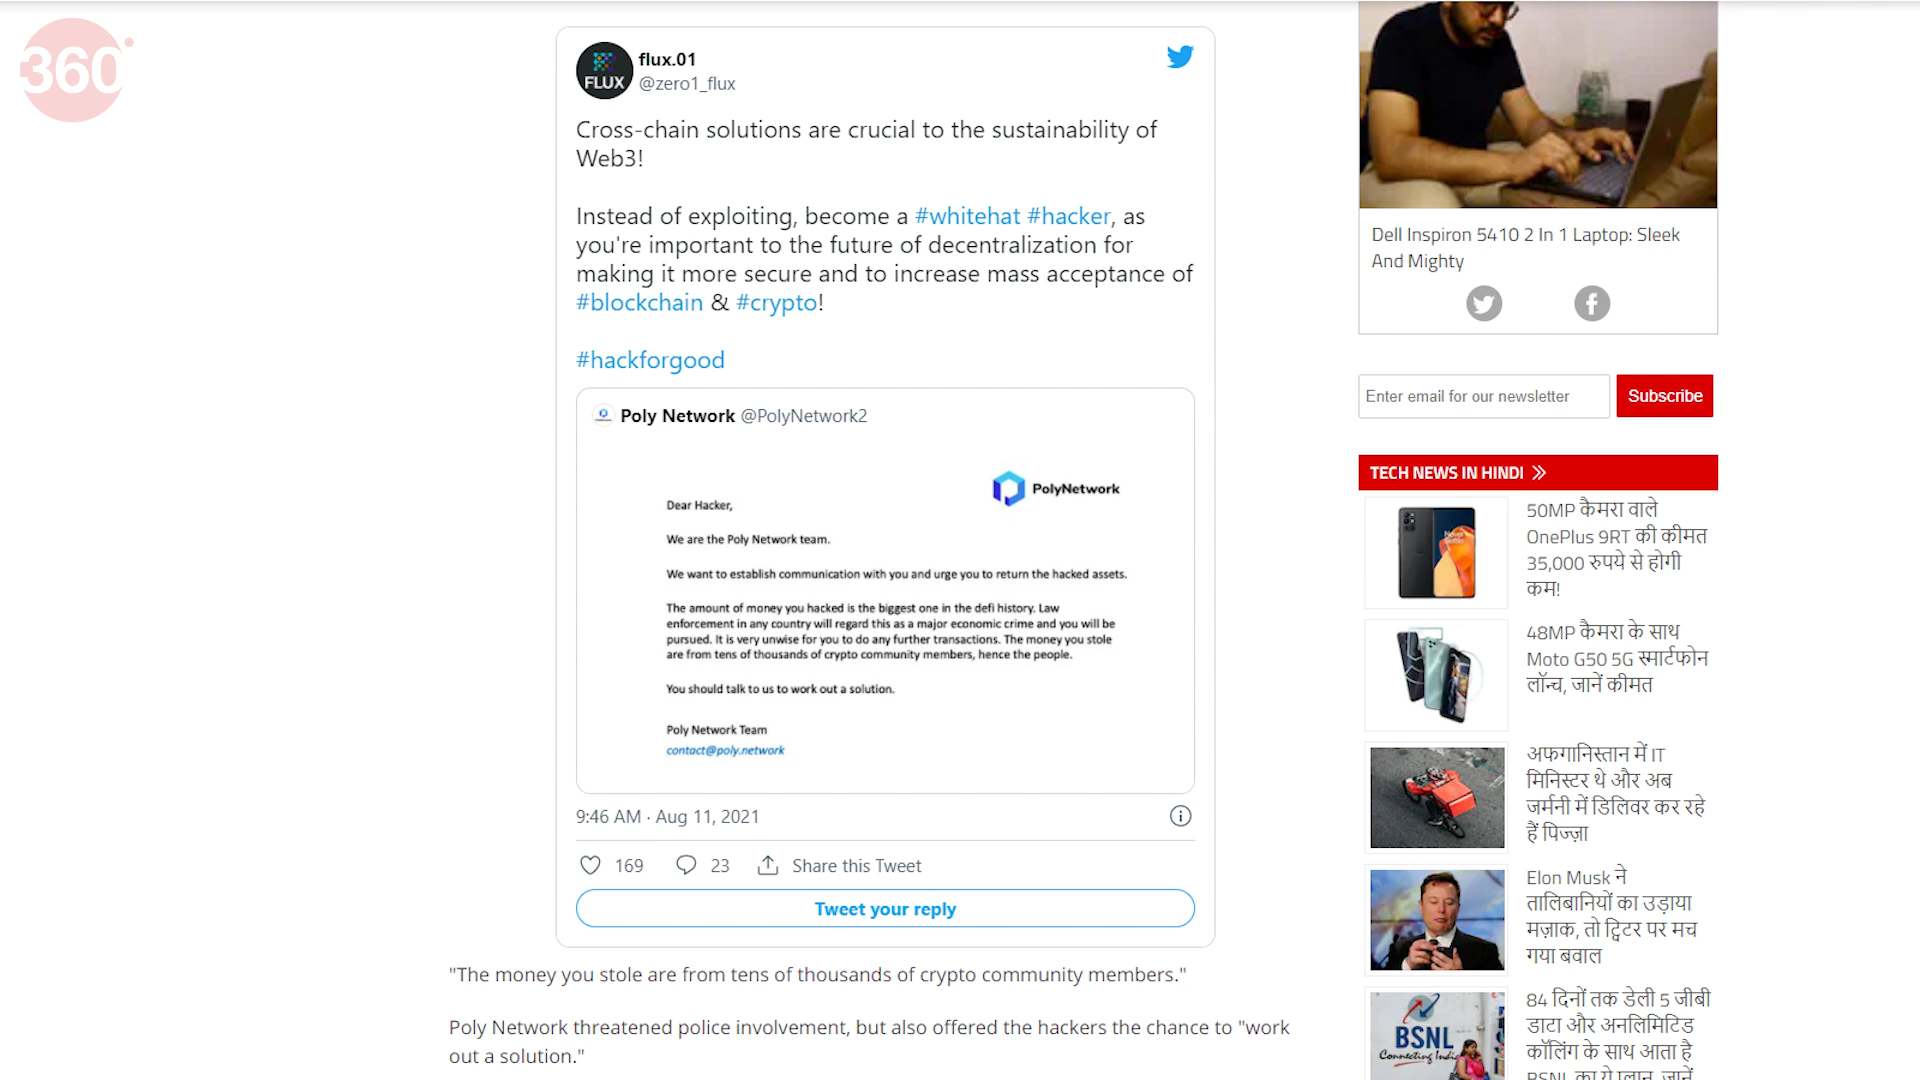 360°
FLUX
flux.01
@zero1_flux
Cross-chain solutions are crucial to the sustainability of
Web3!
Instead of exploiting, become a #whitehat #hacker, as
you're important to the future of decentralization for
making it more secure and to increase mass acceptance of
#blockchain & #crypto!
#hackforgood
Poly Network @PolyNetwork2
PolyNetwork
Dear Hacker,
We are the Poly Network team.
We want to establish communication with you and urge you to return the hacked assets.
The amount of money you hacked is the biggest one in the defi history. Law
enforcement in any country will regard this as a major economic crime and you will be
pursued. It is very unwise for you to do any further transactions. The money you stole
are from tens of thousands of crypto community members, hence the people.
You should talk to us to work out a solution.
Poly Network Team
contact@poly.network
9:46 AM · Aug 11, 2021
169
23
Share this Tweet
Tweet your reply
"The money you stole are from tens of thousands of crypto community members."
Poly Network threatened police involvement, but also offered the hackers the chance to "work
out a solution."
Dell Inspiron 5410 2 In 1 Laptop: Sleek
And Mighty
Enter email for our newsletter
Subscribe
TECH NEWS IN HINDI
50MP कैमरा वाले
OnePlus 9RT की कीमत
35,000 रुपये से होगी
कम!
48MP कैमरा के साथ
Moto G50 5G स्मार्टफोन
लॉन्च, जानें कीमत
अफगानिस्तान में IT
मिनिस्टर थे और अब
जर्मनी में डिलिवर कर रहे
हैं पिज्ज़ा
Elon Musk ने
तालिबानियों का उड़ाया
मज़ाक, तो ट्विटर पर मच
गया बवाल
BSNL
84 दिनों तक डेली 5 जीबी
डाटा और अनलिमिटिड
कॉलिंग के साथ आता है
BSNL का ये प्लान, जानें